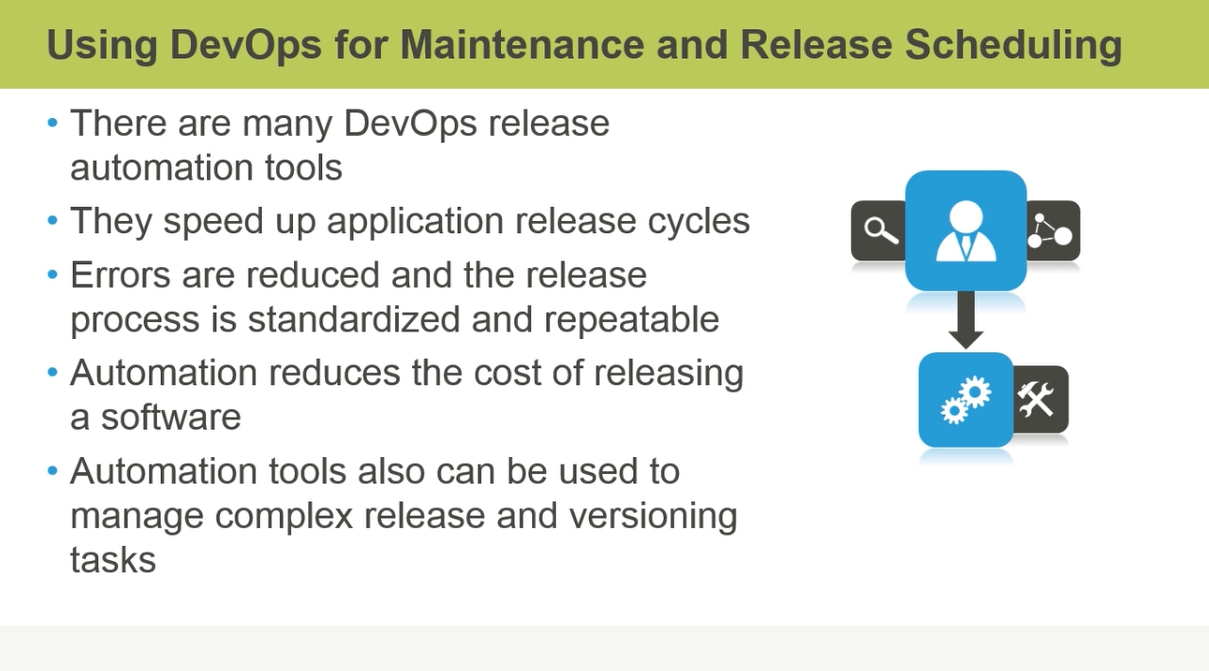 Using DevOps for Maintenance and Release Scheduling
• There are many DevOps release
automation tools
• They speed up application release cycles
• Errors are reduced and the release
process is standardized and repeatable
• Automation reduces the cost of releasing
a software
• Automation tools also can be used to
manage complex release and versioning
tasks